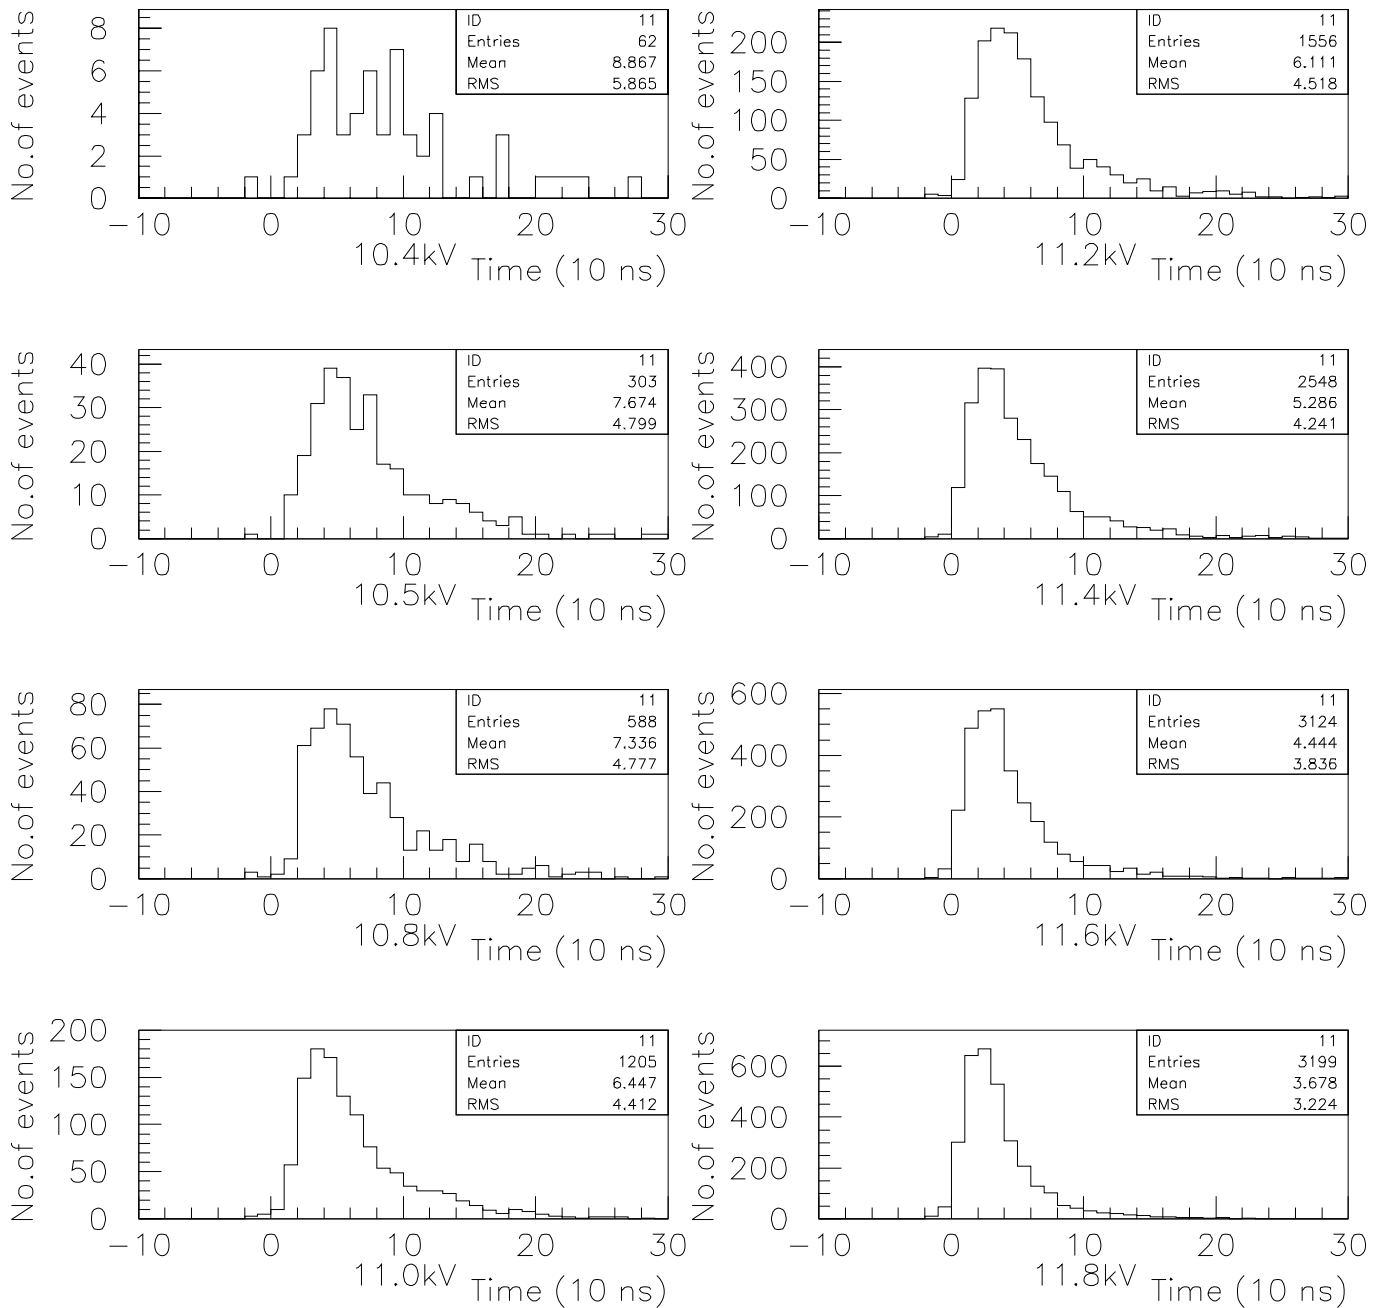 No.of events
8
6
4
2
0
ID 11
Entries 62
Mean 8.867
RMS 5.865
-10 0 10 20 30
10.4kV Time (10 ns)
No.of events
200
150
100
50
0
ID 11
Entries 1556
Mean 6.111
RMS 4.518
-10 0 10 20 30
11.2kV Time (10 ns)
No.of events
40
30
20
10
0
ID 11
Entries 303
Mean 7.674
RMS 4.799
-10 0 10 20 30
10.5kV Time (10 ns)
No.of events
400
300
200
100
0
ID 11
Entries 2548
Mean 5.286
RMS 4.241
-10 0 10 20 30
11.4kV Time (10 ns)
No.of events
80
60
40
20
0
ID 11
Entries 588
Mean 7.336
RMS 4.777
-10 0 10 20 30
10.8kV Time (10 ns)
No.of events
600
400
200
0
ID 11
Entries 3124
Mean 4.444
RMS 3.836
-10 0 10 20 30
11.6kV Time (10 ns)
No.of events
200
150
100
50
0
ID 11
Entries 1205
Mean 6.447
RMS 4.412
-10 0 10 20 30
11.0kV Time (10 ns)
No.of events
600
400
200
0
ID 11
Entries 3199
Mean 3.678
RMS 3.224
-10 0 10 20 30
11.8kV Time (10 ns)